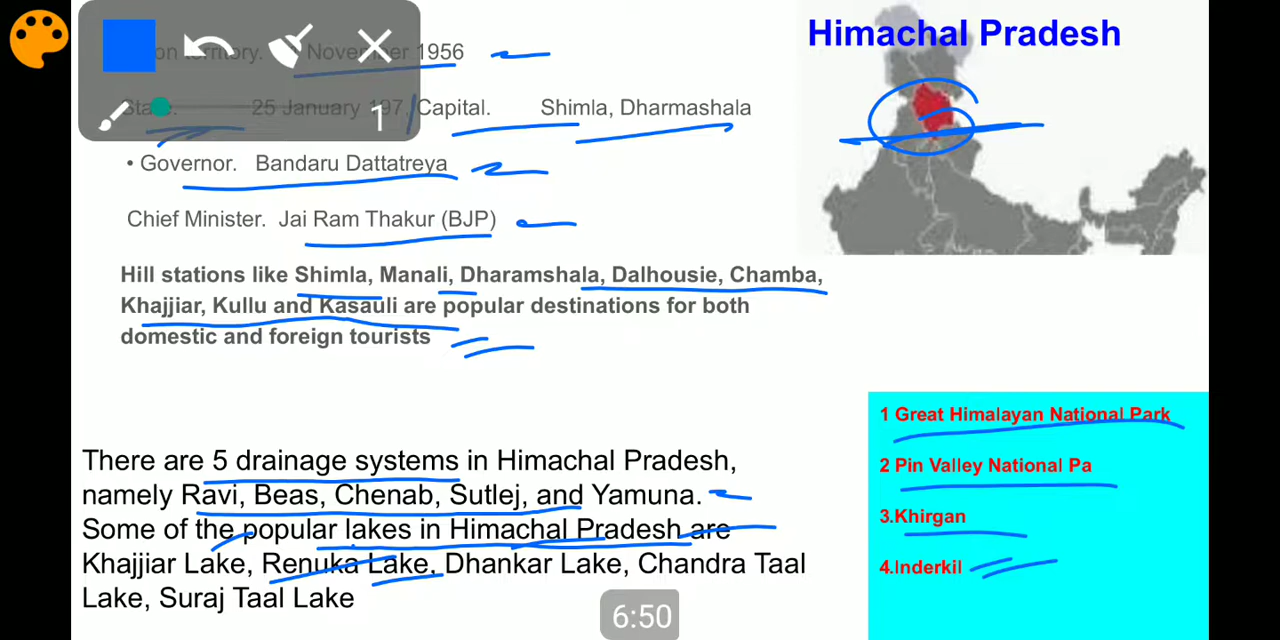 Himachal Pradesh
November 1956
State. 25 January 197 Capital. Shimla, Dharmashala
1
• Governor. Bandaru Dattatreya
Chief Minister. Jai Ram Thakur (BJP)
Hill stations like Shimla, Manali, Dharamshala, Dalhousie, Chamba,
Khajjiar, Kullu and Kasauli are popular destinations for both
domestic and foreign tourists
There are 5 drainage systems in Himachal Pradesh,
namely Ravi, Beas, Chenab, Sutlej, and Yamuna.
Some of the popular lakes in Himachal Pradesh are
Khajjiar Lake, Renuka Lake, Dhankar Lake, Chandra Taal
Lake, Suraj Taal Lake
1 Great Himalayan National Park
2 Pin Valley National Pa
3.Khirgan
4.Inderkil
6:50